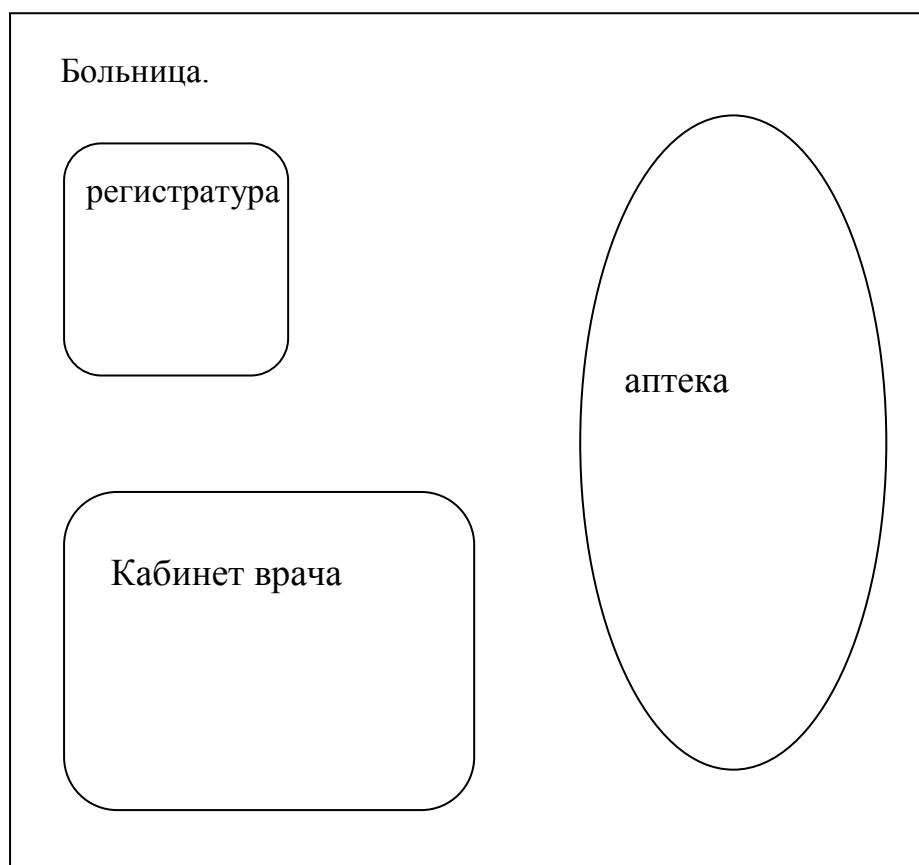 Больница.
регистратура
аптека
Кабинет врача